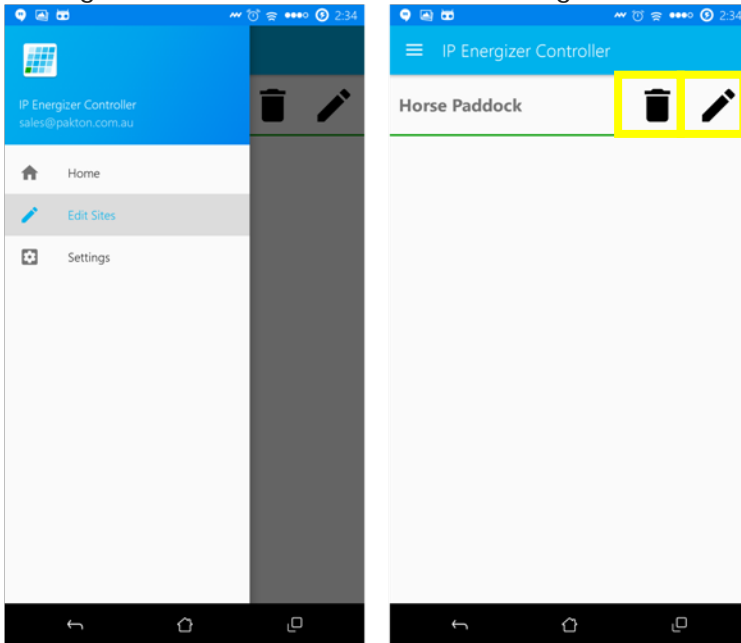 2:34
IP Energizer Controller
sales@pakton.com.au
Home
Edit Sites
Settings
2:34
IP Energizer Controller
Horse Paddock